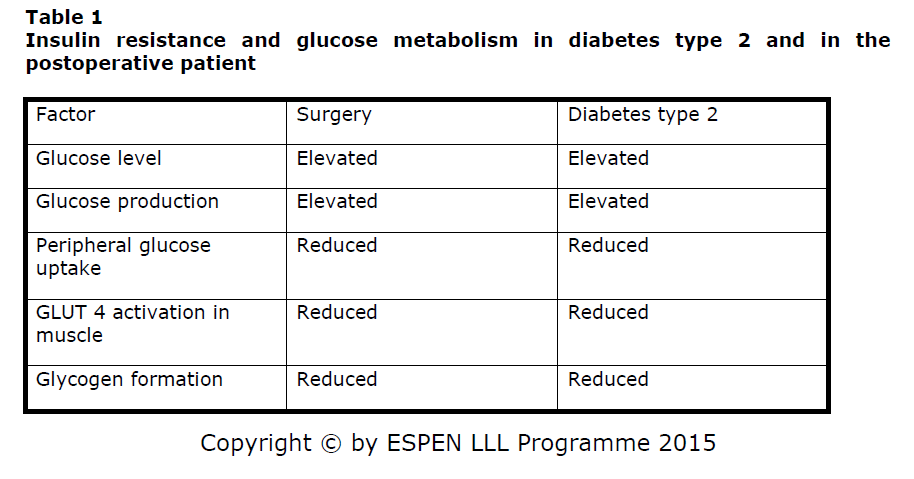 Table 1
Insulin resistance and glucose metabolism in diabetes type 2 and in the
postoperative patient
Factor Surgery Diabetes type 2
Glucose level Elevated Elevated
Glucose production Elevated Elevated
Peripheral glucose Reduced Reduced
uptake
GLUT 4 activation in Reduced Reduced
muscle
Glycogen formation Reduced Reduced
Copyright © by ESPEN LLL Programme 2015